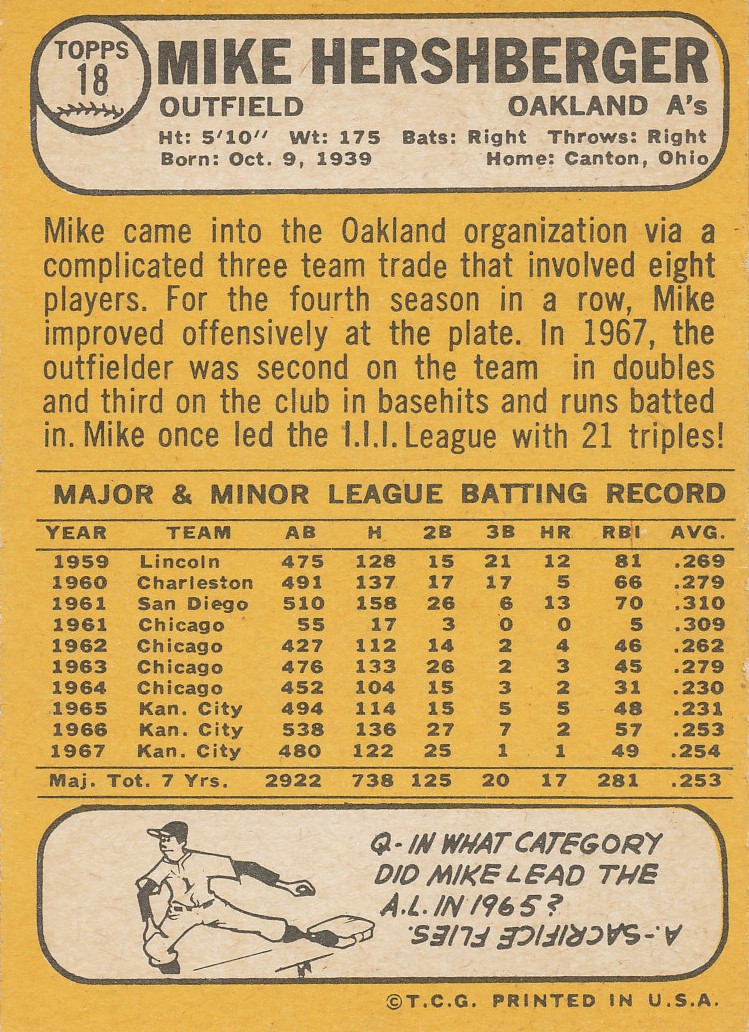 TOPPS
18
MIKE HERSHBERGER
OUTFIELD OAKLAND A's
Ht: 5'10" Wt: 175 Bats: Right Throws: Right
Born: Oct. 9, 1939 Home: Canton, Ohio
Mike came into the Oakland organization via a
complicated three team trade that involved eight
players. For the fourth season in a row, Mike
improved offensively at the plate. In 1967, the
outfielder was second on the team in doubles
and third on the club in basehits and runs batted
in. Mike once led the I.I.I. League with 21 triples!
MAJOR & MINOR LEAGUE BATTING RECORD
YEAR TEAM AB H 2B 3B HR RBI AVG.
1959 Lincoln 475 128 15 21 12 81 .269
1960 Charleston 491 137 17 17 5 66 .279
1961 San Diego 510 158 26 6 13 70 .310
1961 Chicago 55 17 3 0 0 5 .309
1962 Chicago 427 112 14 2 4 46 .262
1963 Chicago 476 133 26 2 3 45 .279
1964 Chicago 452 104 15 3 2 31 .230
1965 Kan. City 494 114 15 5 5 48 .231
1966 Kan. City 538 136 27 7 2 57 .253
1967 Kan. City 480 122 25 1 1 49 .254
Maj. Tot. 7 Yrs. 2922 738 125 20 17 281 .253
Q-IN WHAT CATEGORY
DID MIKE LEAD THE
A.L. IN 1965?
A-SACRIFICE FLIES.
©T.C.G. PRINTED IN U.S.A.